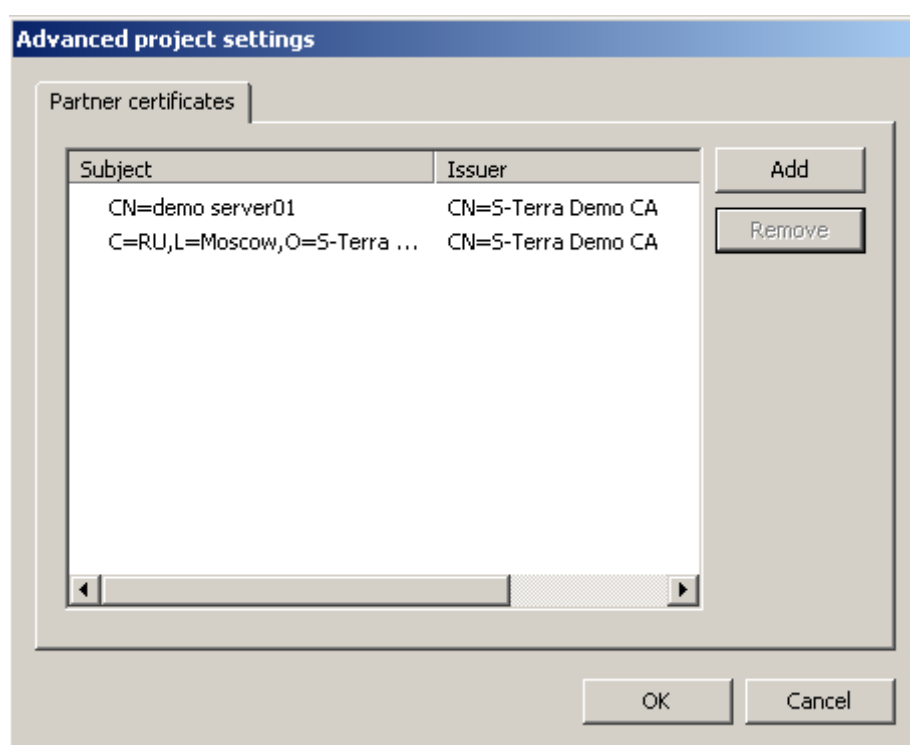 Advanced project settings
Partner certificates
Subject Issuer Add
CN=demo server01 CN=S-Terra Demo CA
C=RU,L=Moscow,O=S-Terra ... CN=S-Terra Demo CA Remove
OK Cancel